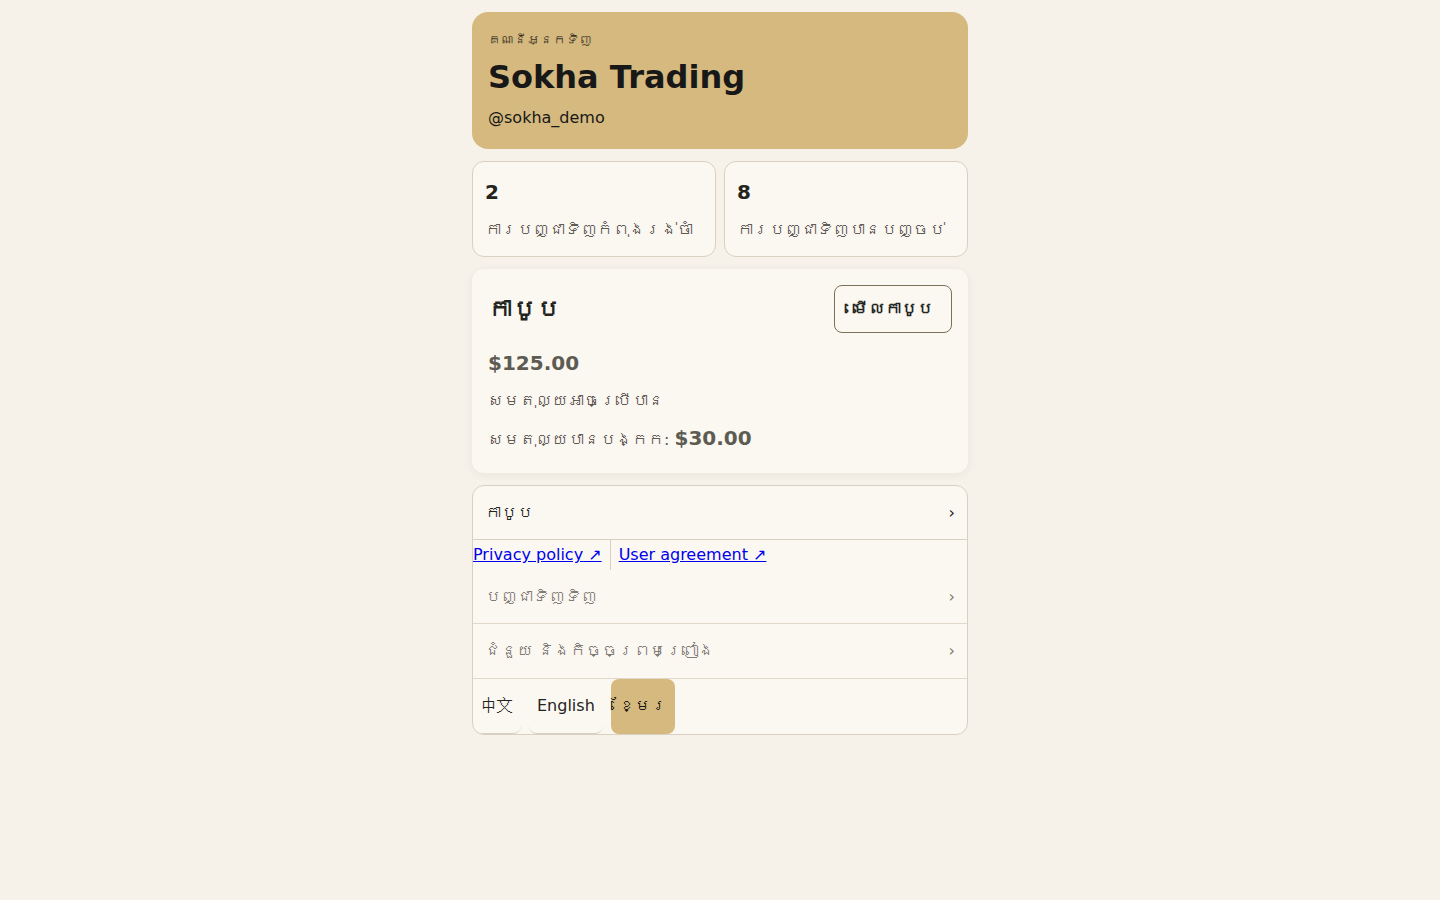 គណនីអ្នកទិញ
Sokha Trading
@sokha_demo
2
ការបញ្ជាទិញកំពុងរង់ចាំ
8
ការបញ្ជាទិញបានបញ្ចប់
កាបូប
មើលកាបូប
$125.00
សមតុល្យអាចប្រើបាន
សមតុល្យបានបង្កក: $30.00
កាបូប ›
Privacy policy ↗ User agreement ↗
បញ្ជាទិញទិញ ›
ជំនួយ និងកិច្ចព្រមព្រៀង ›
中文 English ខ្មែរ